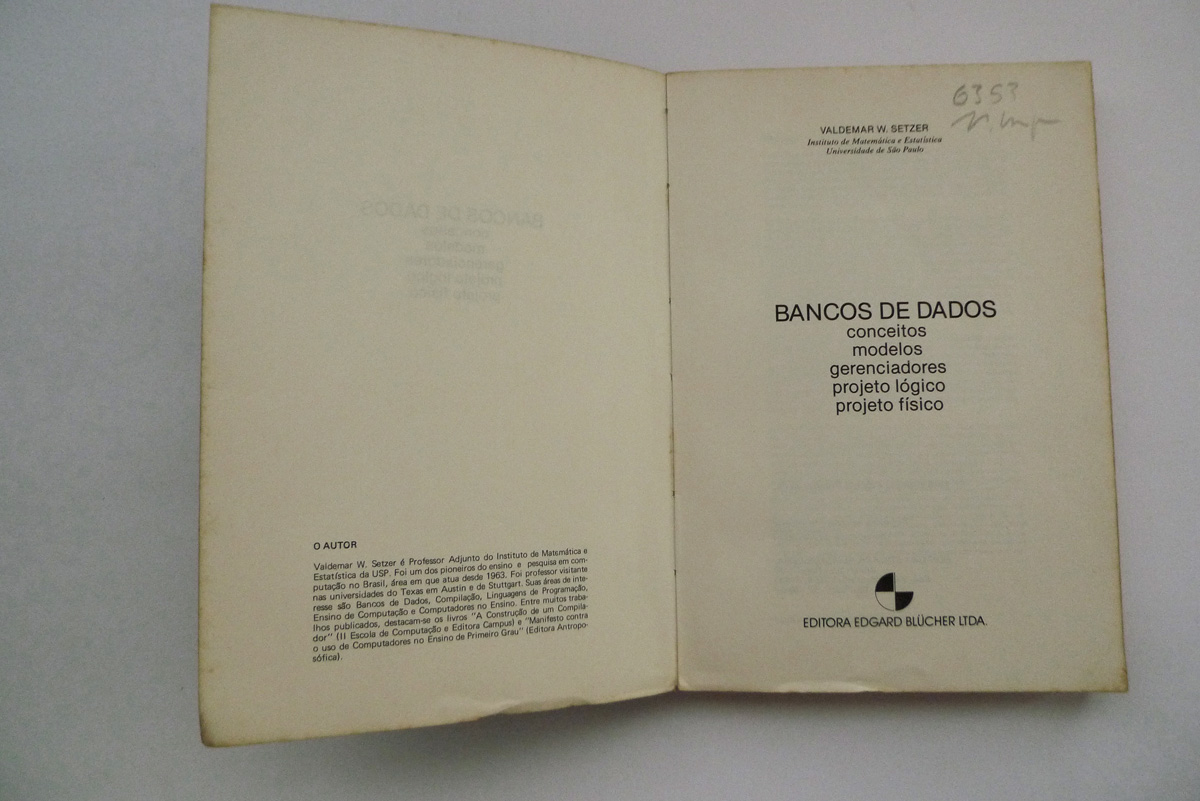 O AUTOR
Valdemar W. Setzer é Professor Adjunto do Instituto de Matemática e
Estatística da USP. Foi um dos pioneiros do ensino e pesquisa em com-
putação no Brasil, área em que atua desde 1963. Foi professor visitante
nas universidades do Texas em Austin e de Stuttgart. Suas áreas de inte-
resse são Bancos de Dados, Compilação, Linguagens de Programação,
Ensino de Computação e Computadores no Ensino. Entre muitos traba-
lhos publicados, destacam-se os livros "A Construção de um Compila-
dor" (II Escola de Computação e Editora Campus) e "Manifesto contra
o uso de Computadores no Ensino de Primeiro Grau" (Editora Antropo-
sófica).
6353
VALDEMAR W. SETZER
Instituto de Matemática e Estatística
Universidade de São Paulo
BANCOS DE DADOS
conceitos
modelos
gerenciadores
projeto lógico
projeto físico
EDITORA EDGARD BLÜCHER LTDA.